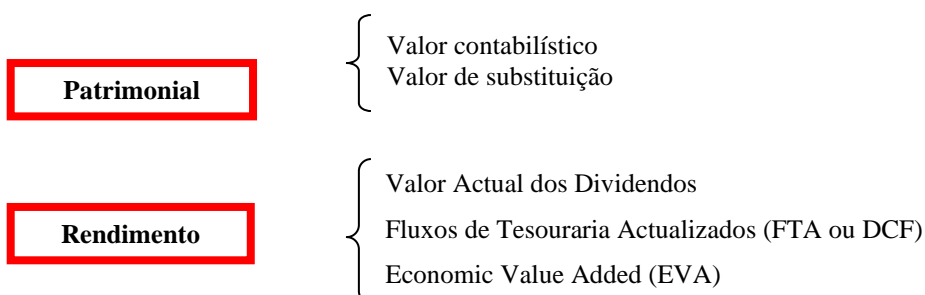 Valor contabilístico
Valor de substituição
Patrimonial
Valor Actual dos Dividendos
Rendimento
Fluxos de Tesouraria Actualizados (FTA ou DCF)
Economic Value Added (EVA)